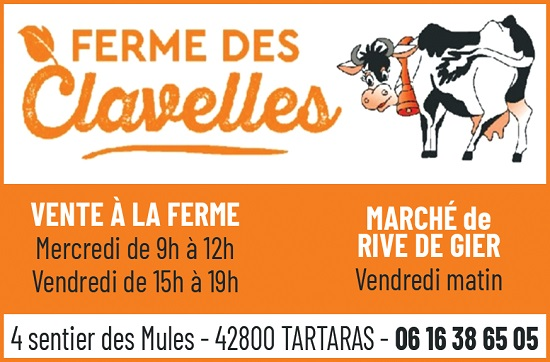 FERME DES
Clavelles
VENTE À LA FERME
Mercredi de 9h à 12h
Vendredi de 15h à 19h
MARCHÉ de
RIVE DE GIER
Vendredi matin
4 sentier des Mules - 42800 TARTARAS - 06 16 38 65 05